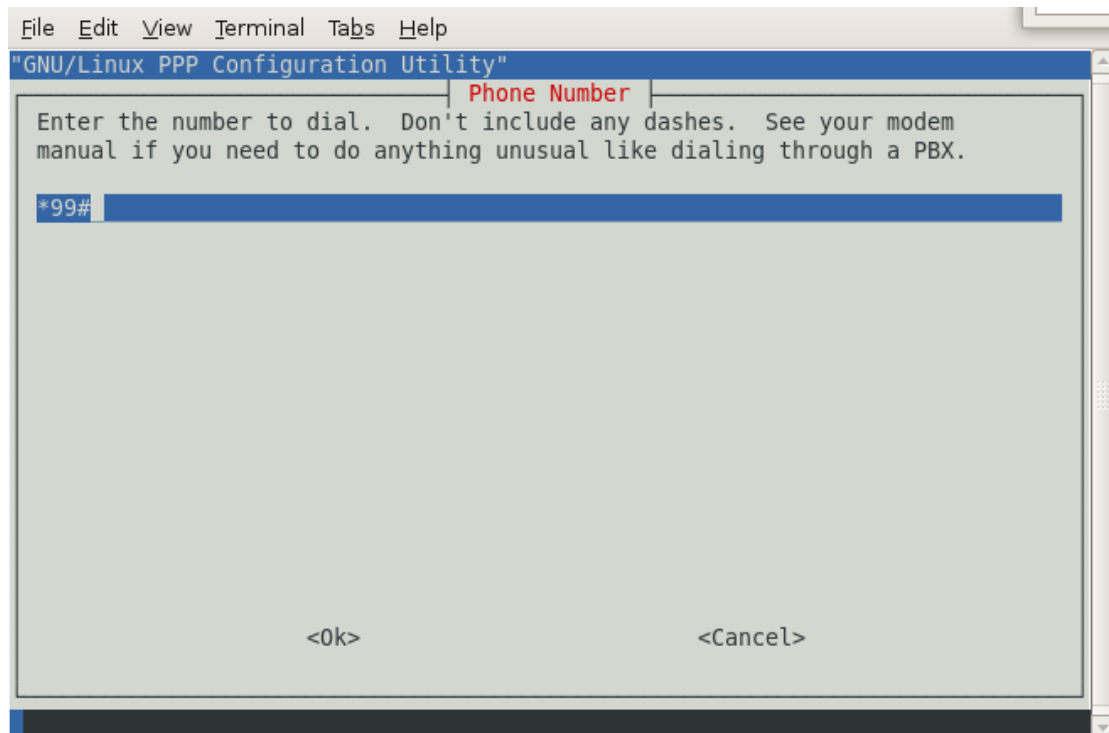 File Edit View Terminal Tabs Help
"GNU/Linux PPP Configuration Utility"
Phone Number
Enter the number to dial.  Don't include any dashes.  See your modem
manual if you need to do anything unusual like dialing through a PBX.
*99#
<Ok> <Cancel>